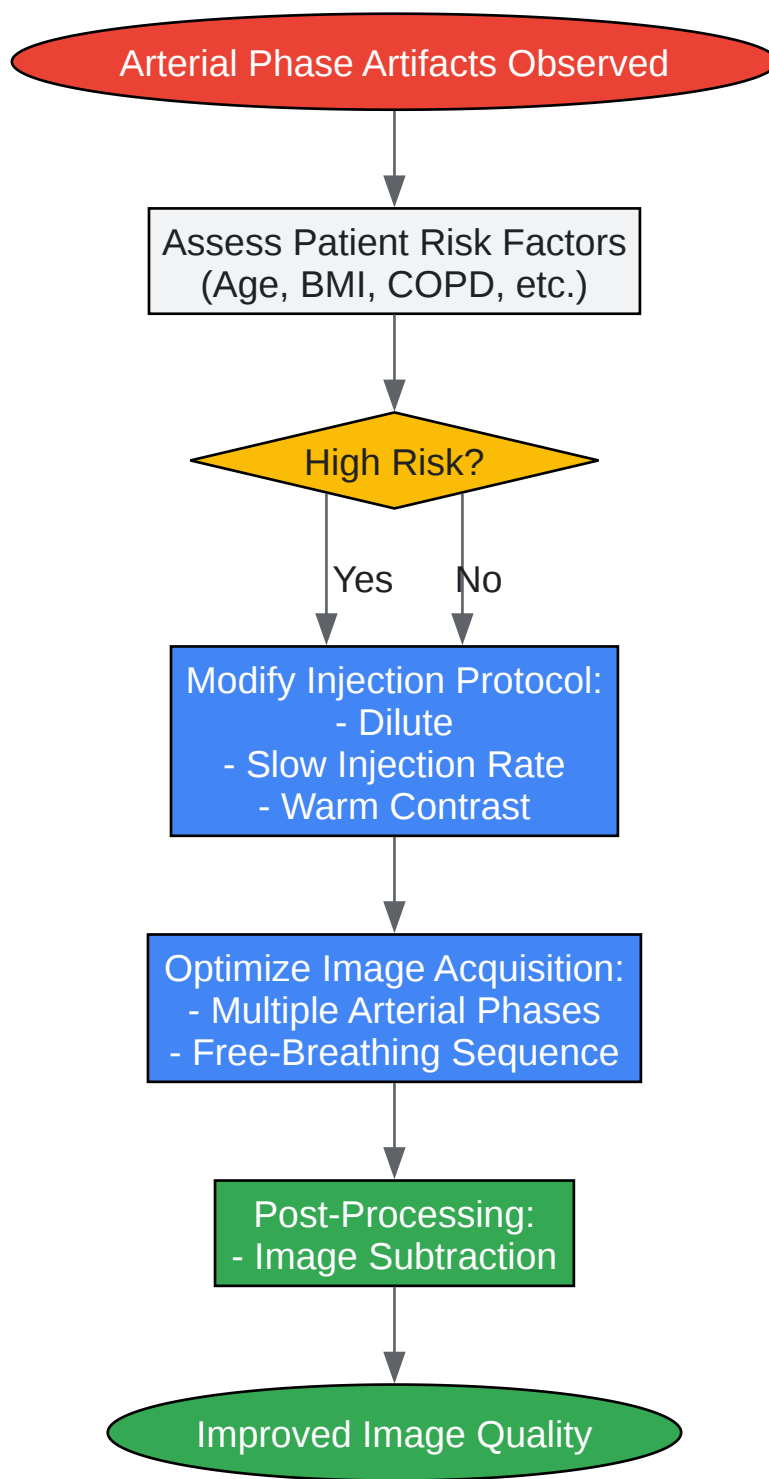 Arterial Phase Artifacts Observed
Assess Patient Risk Factors
(Age, BMI, COPD, etc.)
High Risk?
Yes
No
Modify Injection Protocol:
- Dilute
- Slow Injection Rate
- Warm Contrast
Optimize Image Acquisition:
- Multiple Arterial Phases
- Free-Breathing Sequence
Post-Processing:
- Image Subtraction
Improved Image Quality